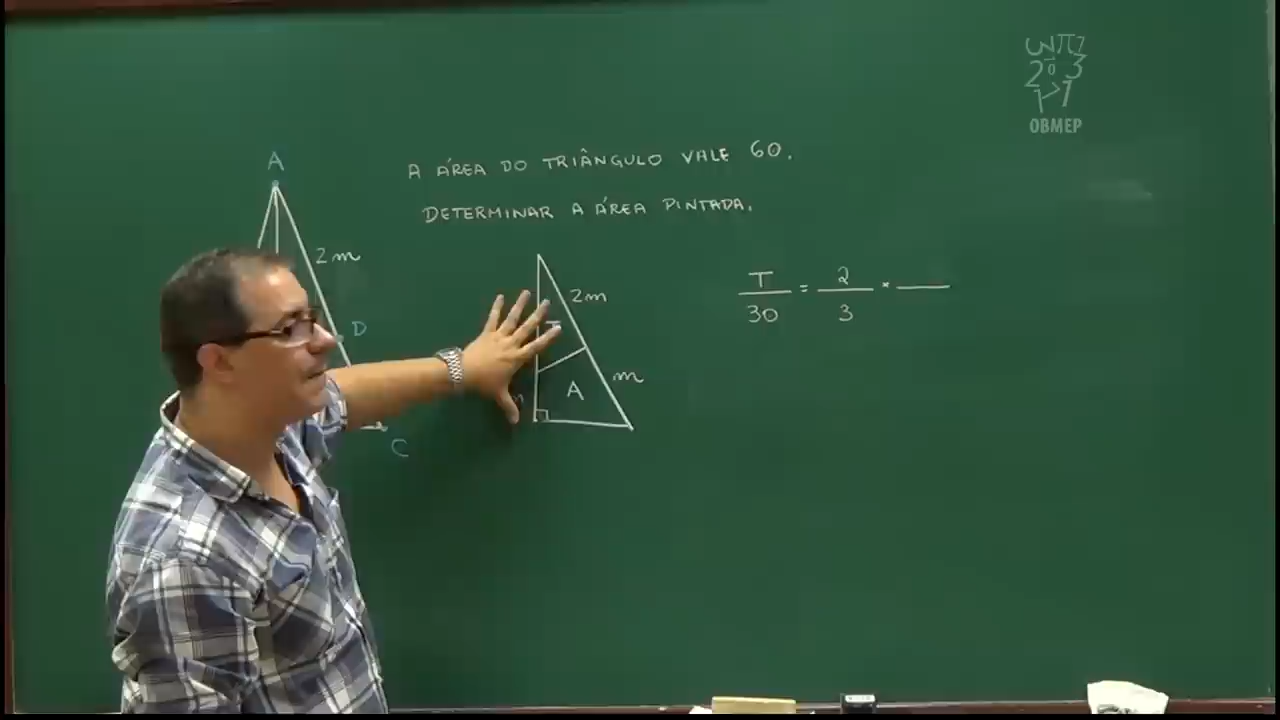 A
A ÁREA DO TRIÂNGULO VALE 60.
DETERMINAR A ÁREA PINTADA.
2m
D
C
2m
T
m
A
T/30 = 2/3 ×
OBMEP